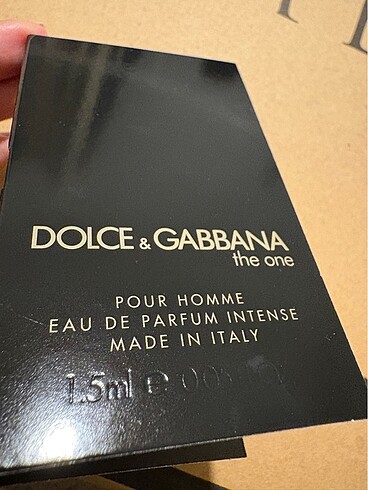 DOLCE & GABBANA
the one
POUR HOMME
EAU DE PARFUM INTENSE
MADE IN ITALY
1.5ml e